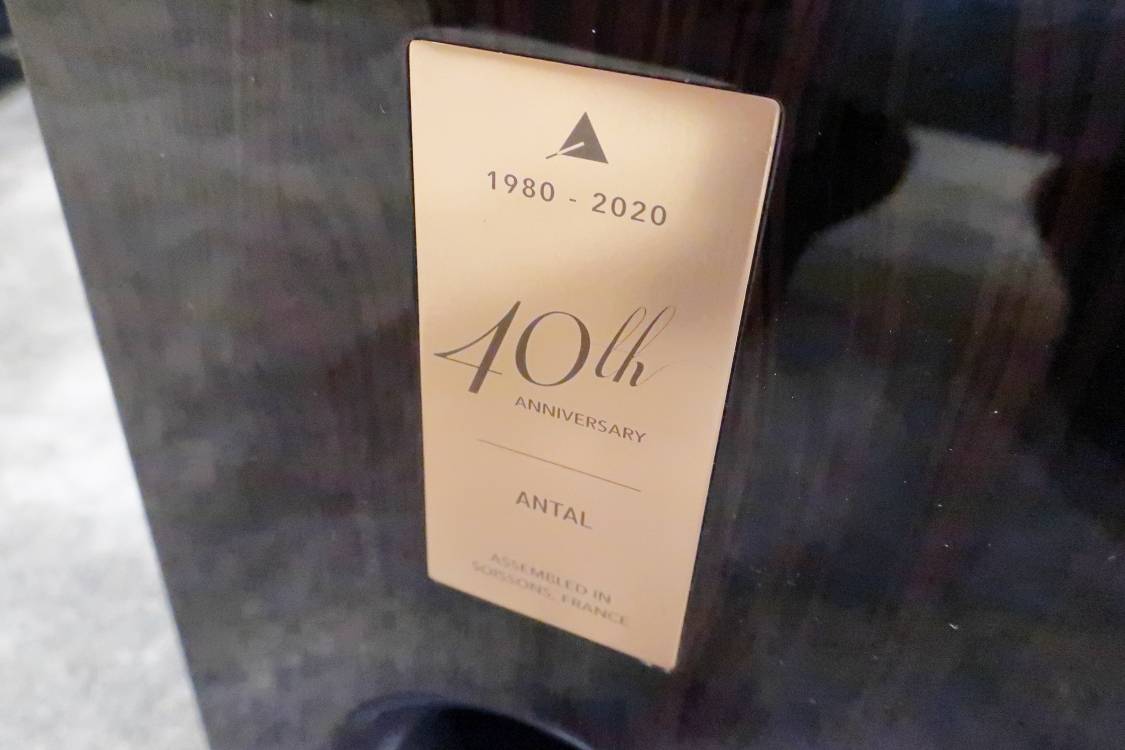 1980 - 2020
40th
ANNIVERSARY
ANTAL
ASSEMBLED IN
SOISSONS, FRANCE